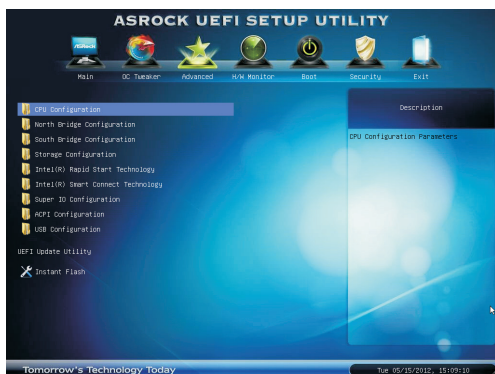 ASROCK UEFI SETUP UTILITY
ASRock
Main OC Tweaker Advanced H/W Monitor Boot Security Exit
CPU Configuration
North Bridge Configuration
South Bridge Configuration
Storage Configuration
Intel(R) Rapid Start Technology
Intel(R) Smart Connect Technology
Super IO Configuration
ACPI Configuration
USB Configuration
UEFI Update Utility
Instant Flash
Description
CPU Configuration Parameters
Tomorrow's Technology Today
Tue 05/15/2012, 15:09:10